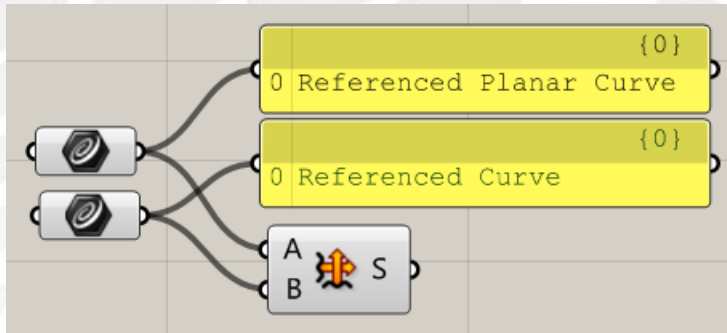 {0}
0 Referenced Planar Curve
{0}
0 Referenced Curve
A
B
S